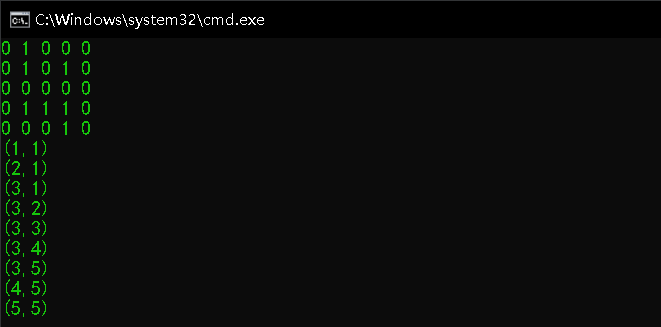 C:\Windows\system32\cmd.exe
0 1 0 0 0
0 1 0 1 0
0 0 0 0 0
0 1 1 1 0
0 0 0 1 0
(1, 1)
(2, 1)
(3, 1)
(3, 2)
(3, 3)
(3, 4)
(3, 5)
(4, 5)
(5, 5)